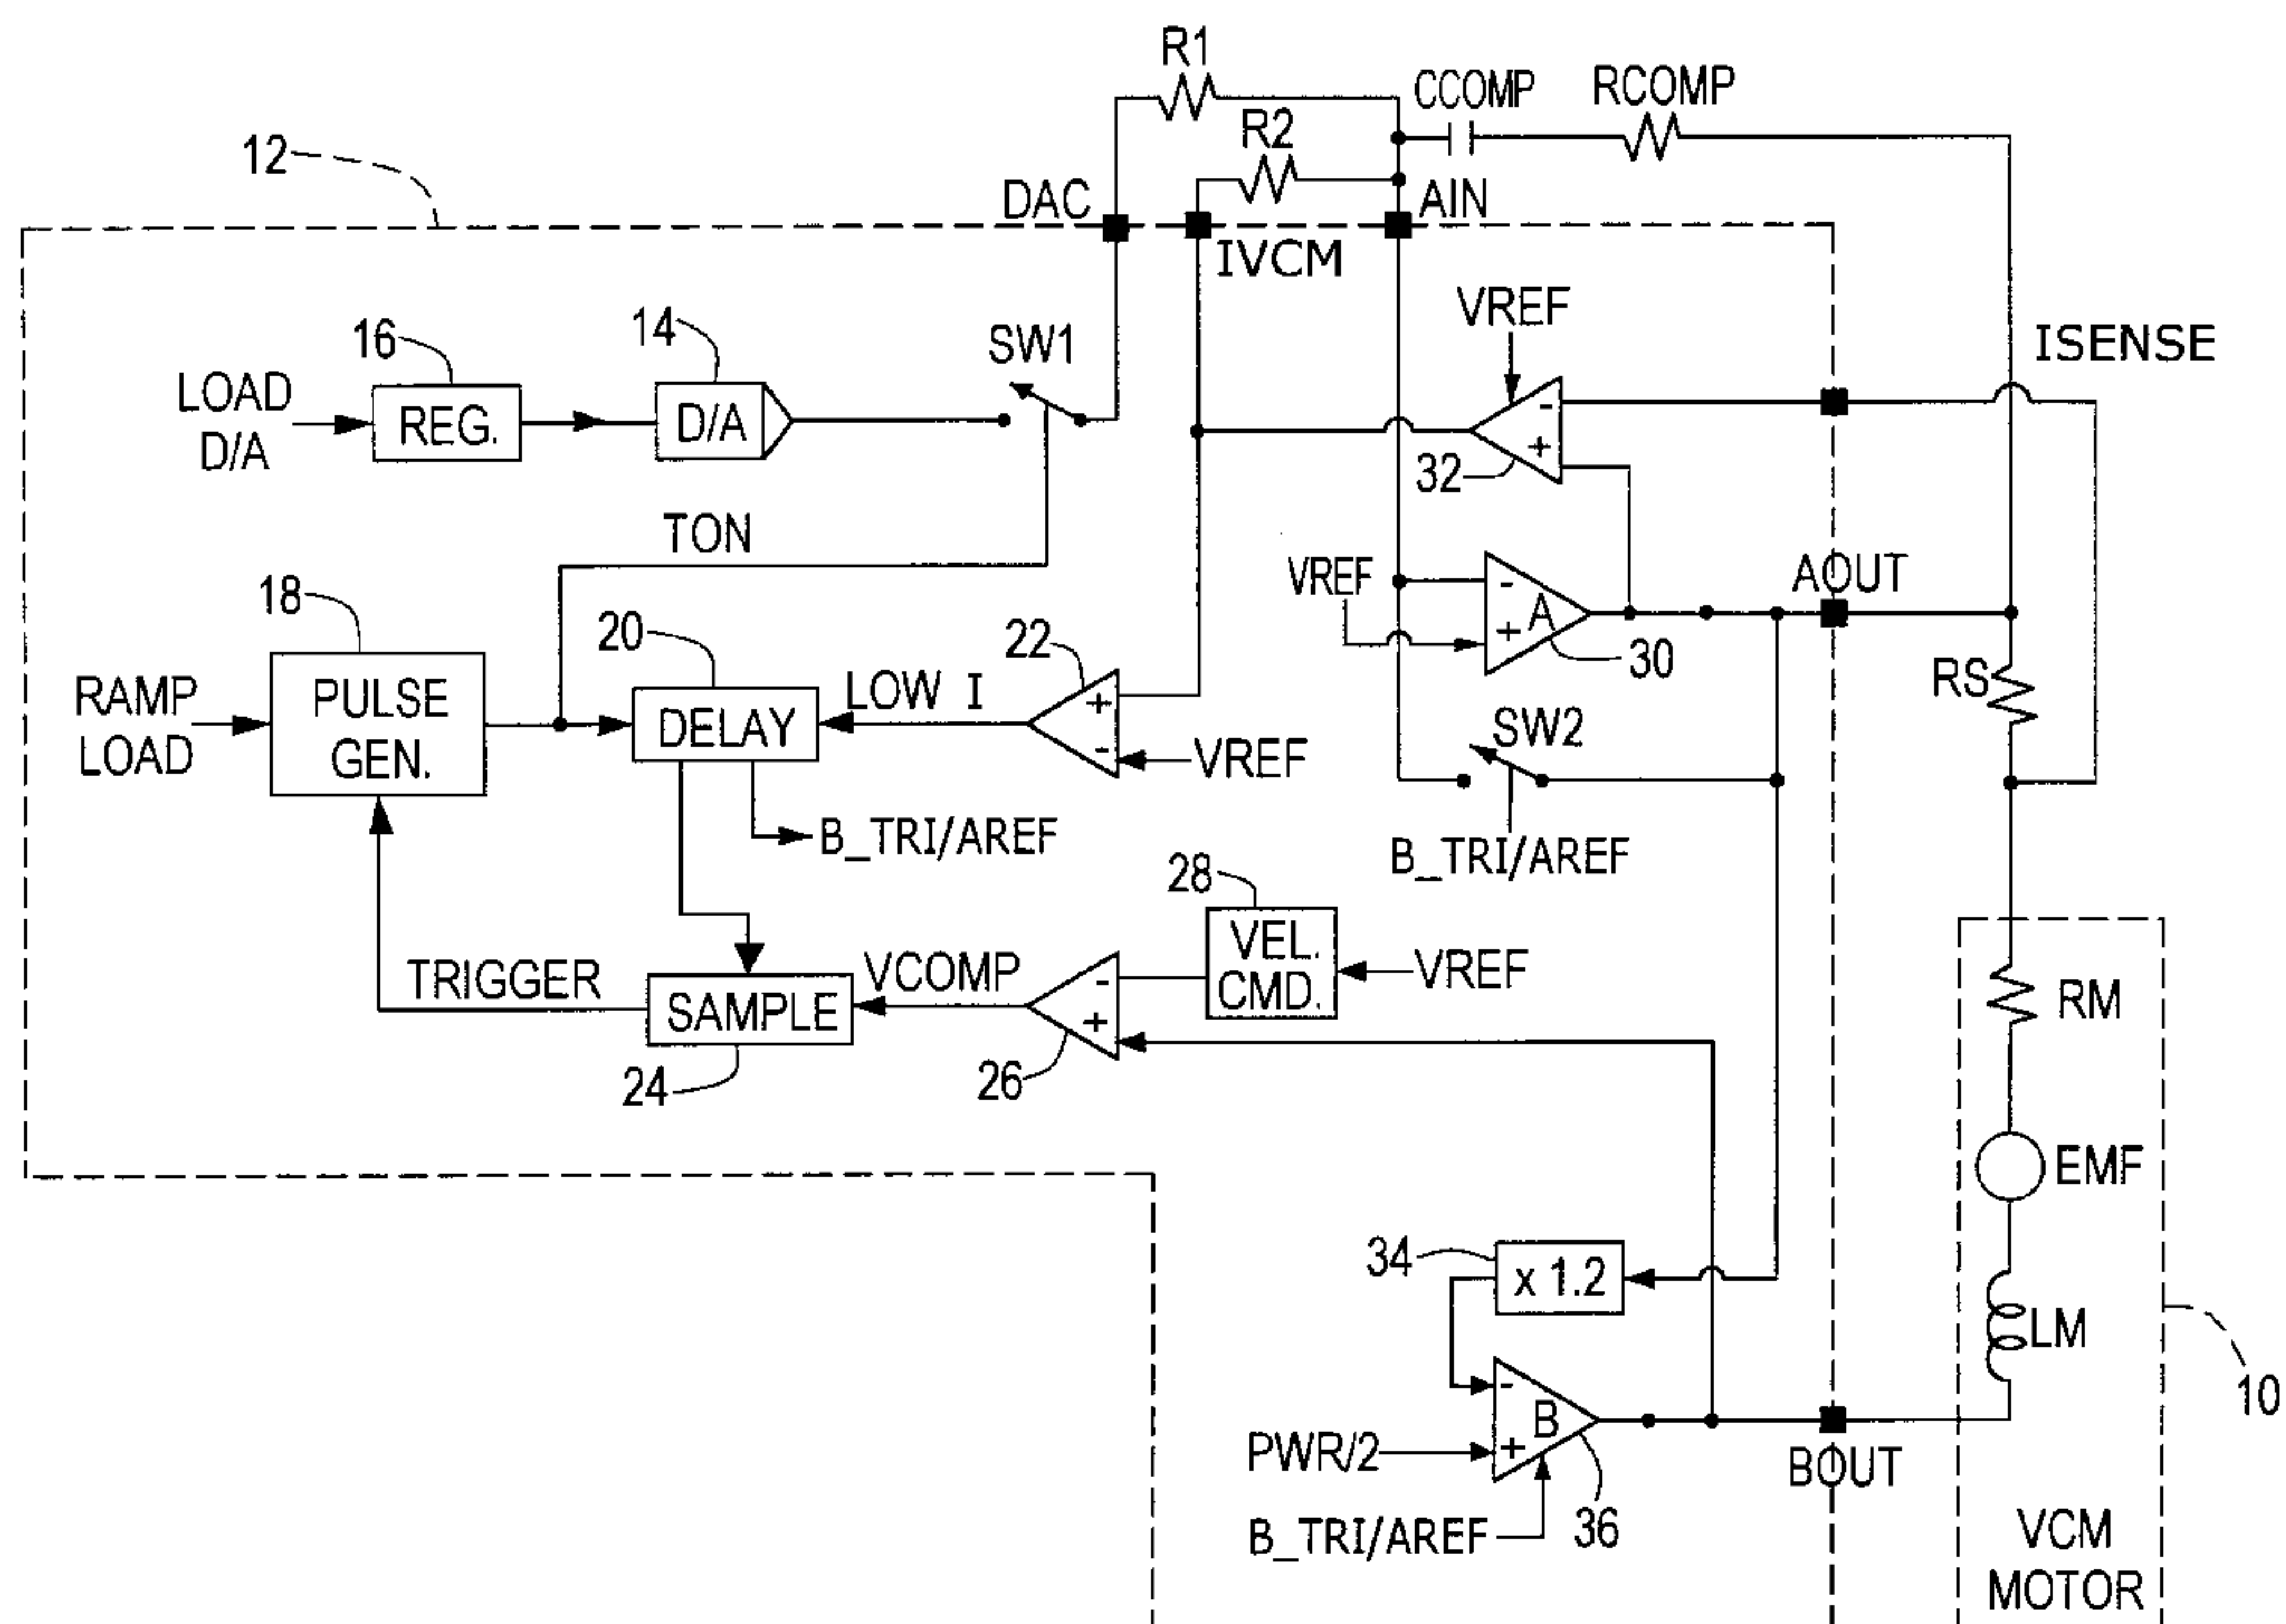 R1
CCOMP
RCOMP
R2
12
DAC
AIN
IVCM
VREF
ISENSE
16
14
SW1
LOAD
D/A
REG.
D/A
-
+
32
TON
18
20
22
VREF
-
A
+
30
AOUT
RAMP
LOAD
PULSE
GEN.
DELAY
LOW I
+
-
VREF
SW2
RS
B_TRI/AREF
B_TRI/AREF
28
VEL.
CMD.
VREF
TRIGGER
SAMPLE
VCOMP
-
+
24
26
RM
EMF
34
x 1.2
LM
10
-
B
+
PWR/2
BOUT
B_TRI/AREF
36
VCM
MOTOR